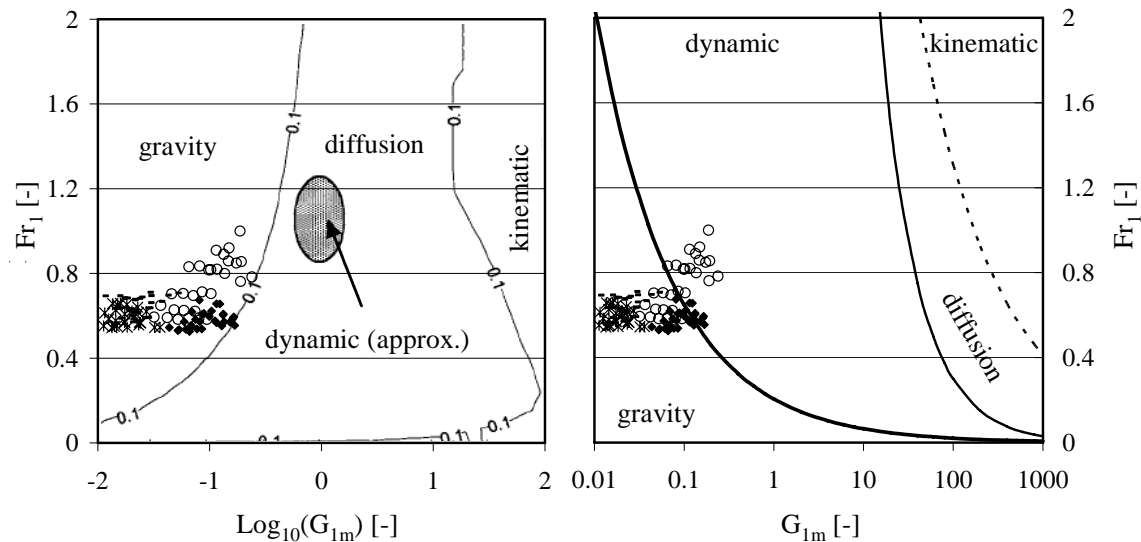 2
1.6
1.2
0.8
0.4
0
Fr1 [-]
gravity
diffusion
kinematic
dynamic (approx.)
0.1
0.1
0.1
0.1
0.1
0.1
0.1
-2
-1
0
1
2
Log10(G1m) [-]
dynamic
kinematic
diffusion
gravity
2
1.6
1.2
0.8
0.4
0
Fr1 [-]
0.01
0.1
1
10
100
1000
G1m [-]